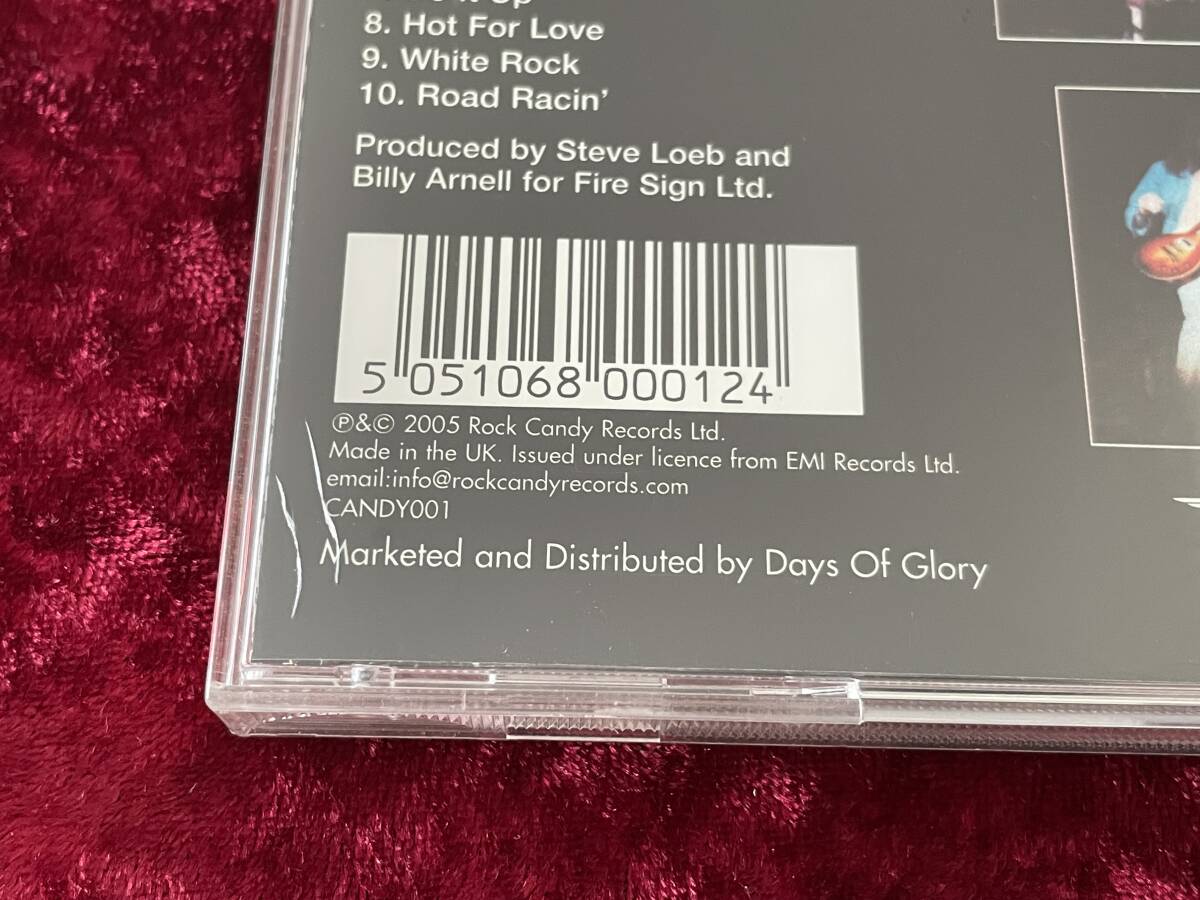 8. Hot For Love
9. White Rock
10. Road Racin'
Produced by Steve Loeb and
Billy Arnell for Fire Sign Ltd.
5 051068 000124
℗&© 2005 Rock Candy Records Ltd.
Made in the UK. Issued under licence from EMI Records Ltd.
email:info@rockcandyrecords.com
CANDY001
Marketed and Distributed by Days Of Glory